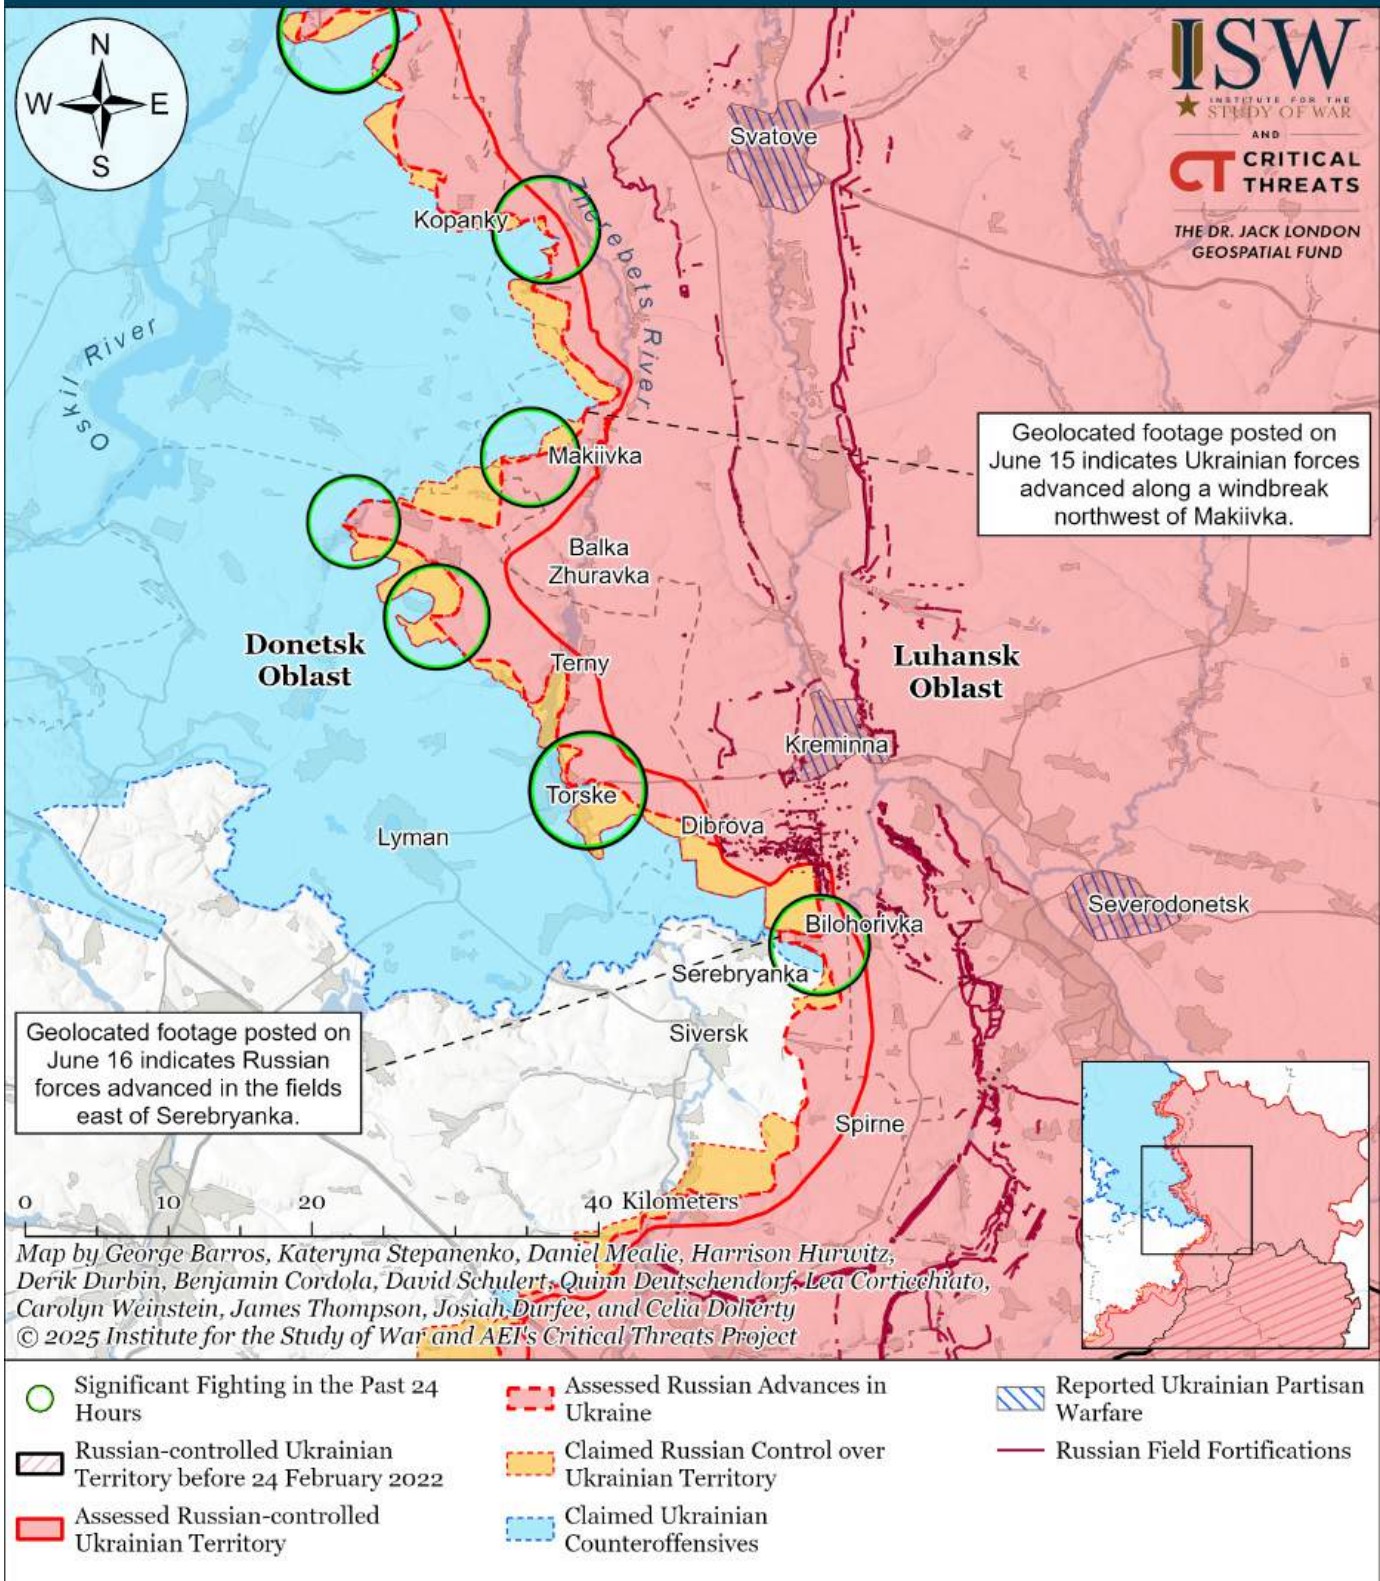 N
W
E
S
ISW
INSTITUTE FOR THE
STUDY OF WAR
AND
CT CRITICAL
THREATS
THE DR. JACK LONDON
GEOSPATIAL FUND
Svatove
Kopanky
Zherebets River
Oskil River
Geolocated footage posted on
June 15 indicates Ukrainian forces
advanced along a windbreak
northwest of Makiivka.
Makiivka
Balka
Zhuravka
Donetsk
Oblast
Terny
Luhansk
Oblast
Kreminna
Torske
Dibrova
Lyman
Severodonetsk
Bilohorivka
Serebryanka
Siversk
Geolocated footage posted on
June 16 indicates Russian
forces advanced in the fields
east of Serebryanka.
Spirne
0 10 20 40 Kilometers
Map by George Barros, Kateryna Stepanenko, Daniel Mealie, Harrison Hurwitz,
Derik Durbin, Benjamin Cordola, David Schulert, Quinn Deutschendorf, Lea Corticchiato,
Carolyn Weinstein, James Thompson, Josiah Durfee, and Celia Doherty
© 2025 Institute for the Study of War and AEI's Critical Threats Project
Significant Fighting in the Past 24
Hours
Russian-controlled Ukrainian
Territory before 24 February 2022
Assessed Russian-controlled
Ukrainian Territory
Assessed Russian Advances in
Ukraine
Claimed Russian Control over
Ukrainian Territory
Claimed Ukrainian
Counteroffensives
Reported Ukrainian Partisan
Warfare
Russian Field Fortifications